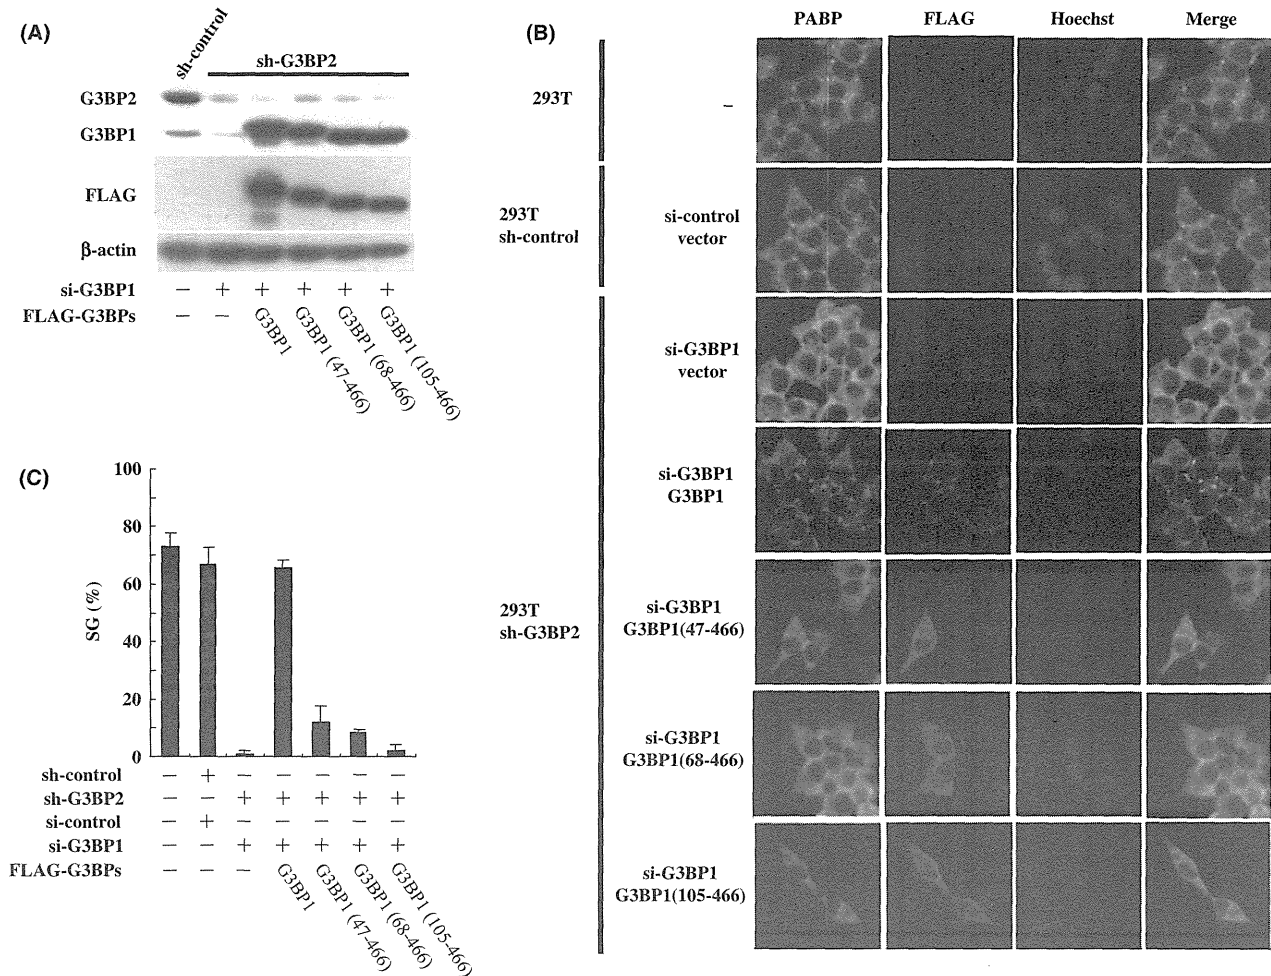 (A)
sh-control
sh-G3BP2
G3BP2
G3BP1
FLAG
β-actin
si-G3BP1 − + + + + +
FLAG-G3BPs − − G3BP1 G3BP1 (47-466) G3BP1 (68-466) G3BP1 (105-466)
(B)
PABP FLAG Hoechst Merge
293T
–
293T
sh-control
si-control
vector
si-G3BP1
vector
si-G3BP1
G3BP1
293T
sh-G3BP2
si-G3BP1
G3BP1(47-466)
si-G3BP1
G3BP1(68-466)
si-G3BP1
G3BP1(105-466)
(C)
SG (%)
100
80
60
40
20
0
sh-control − + − − − − −
sh-G3BP2 − − + + + + +
si-control − + − − − − −
si-G3BP1 − − + + + + +
FLAG-G3BPs − − − G3BP1 G3BP1 (47-466) G3BP1 (68-466) G3BP1 (105-466)